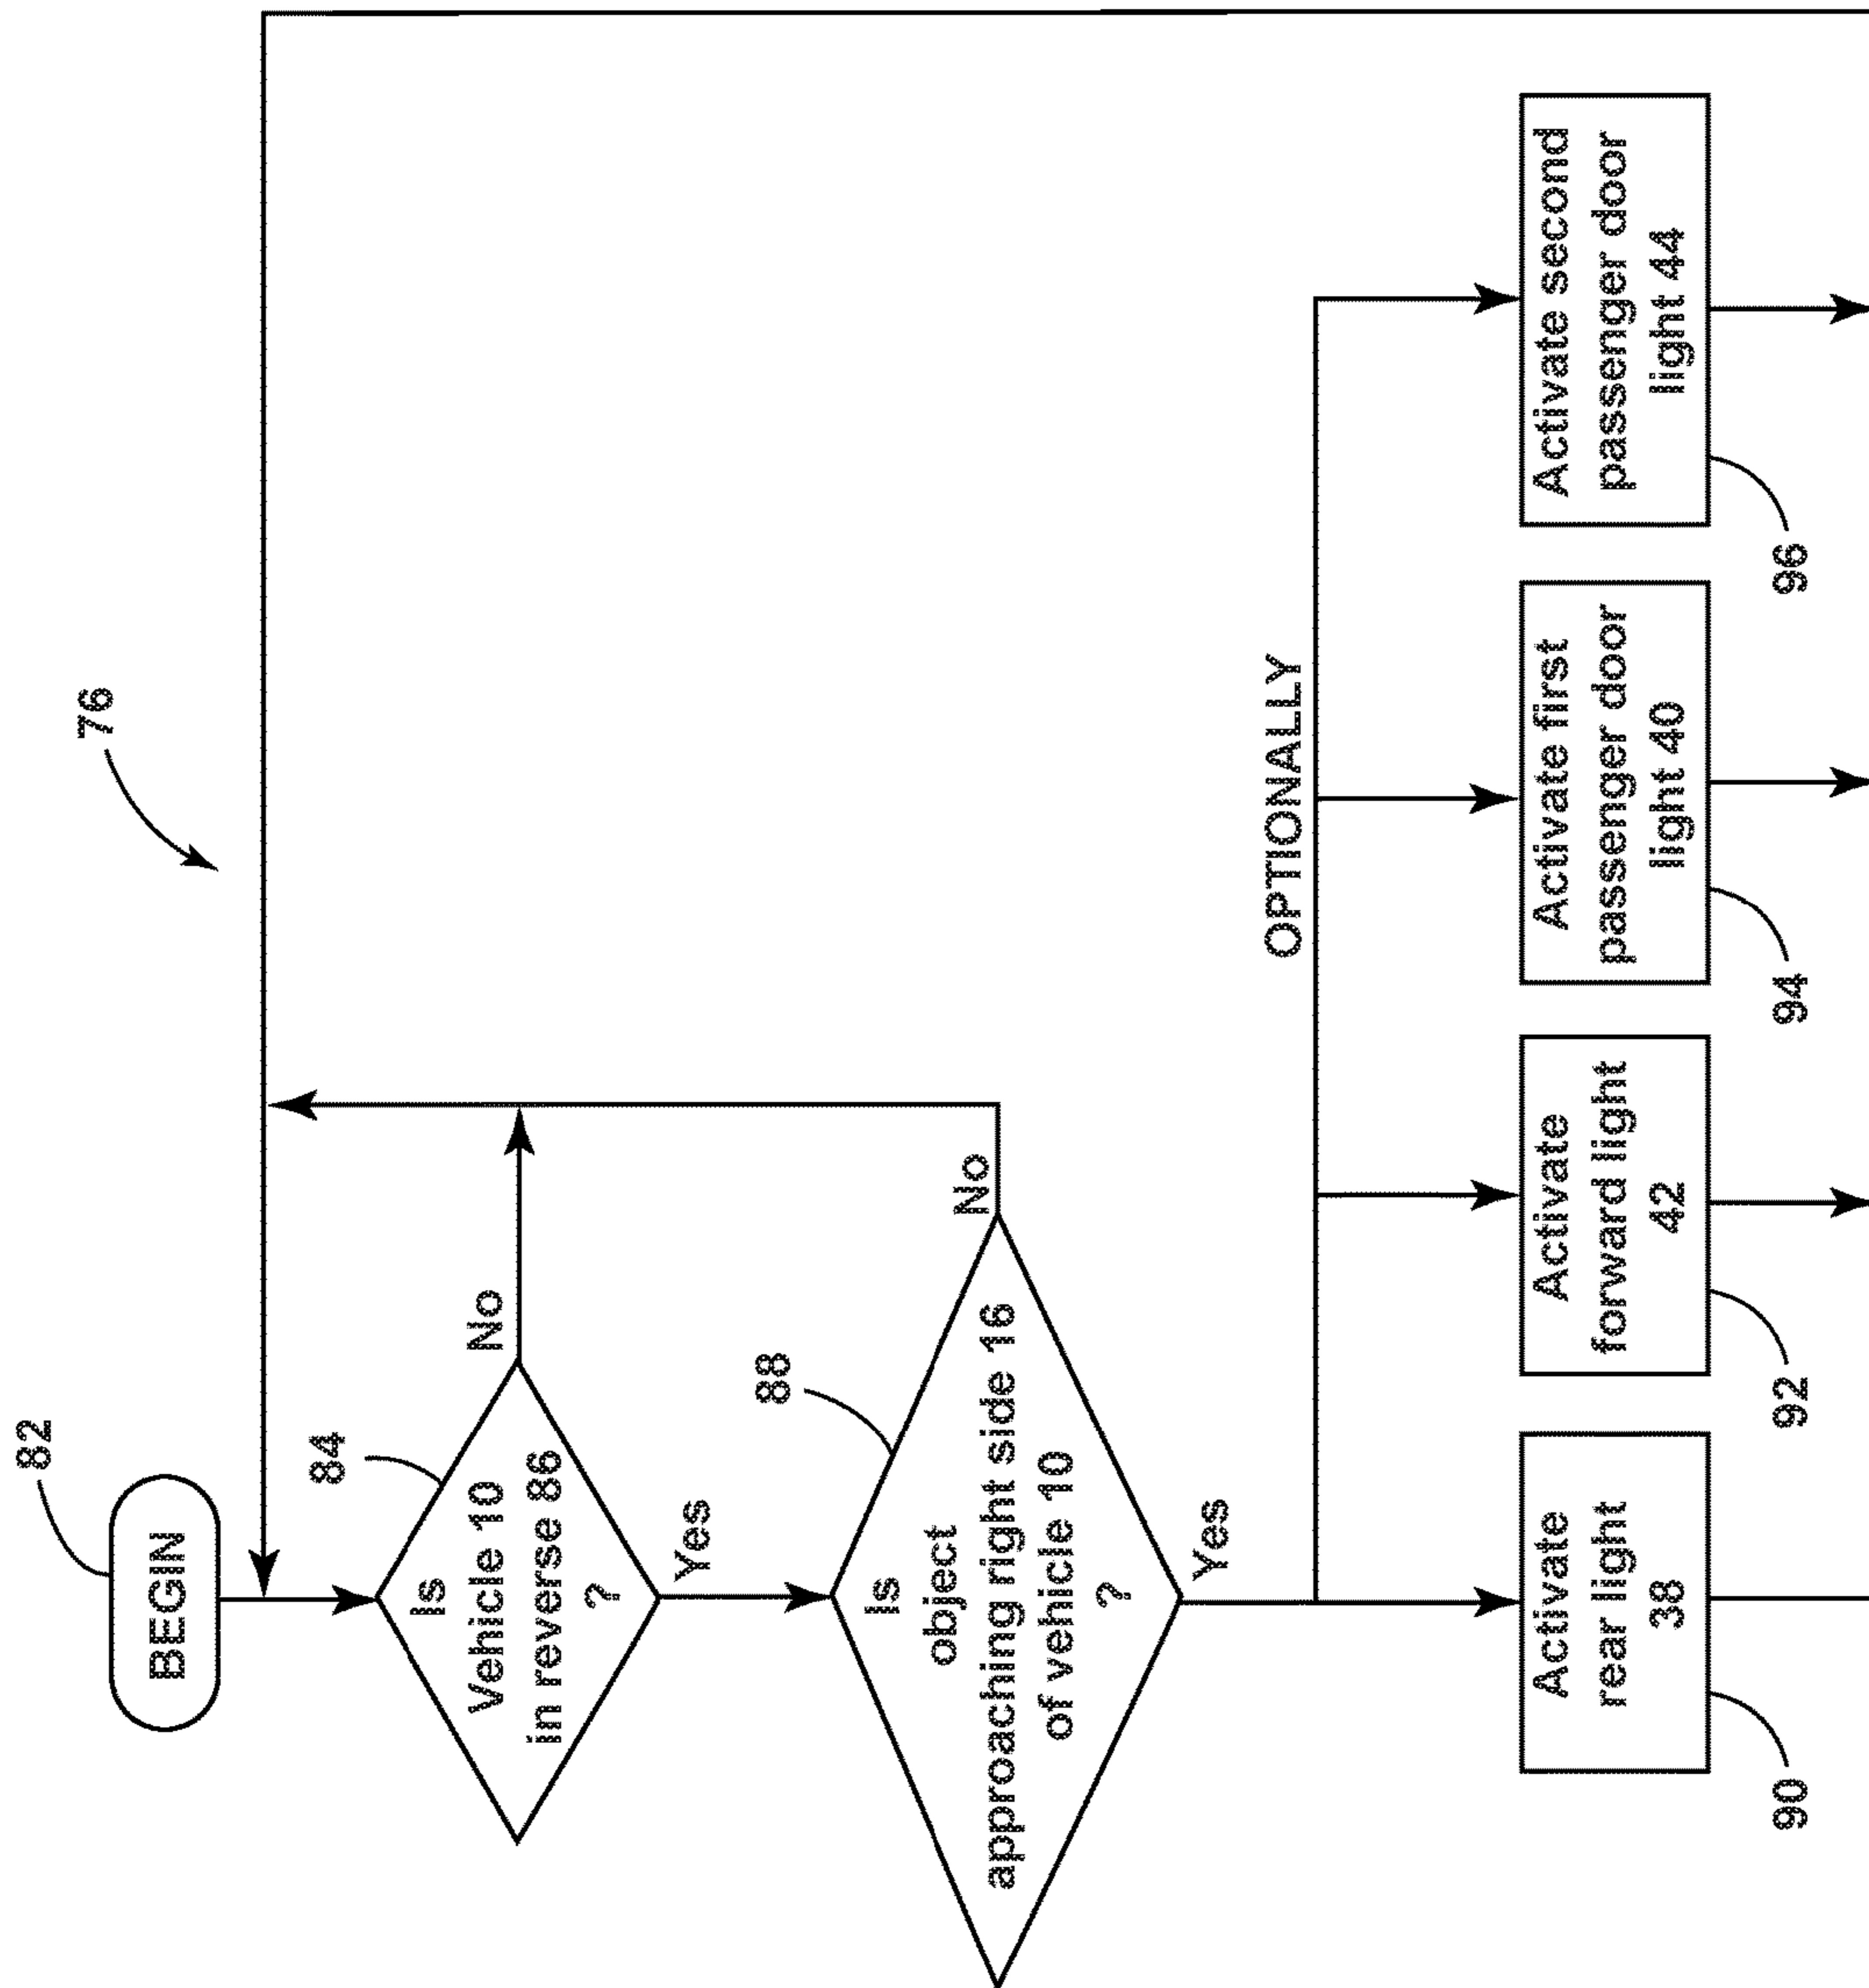 76
82
BEGIN
84
Is
Vehicle 10
in reverse 86
?
No
Yes
88
Is
object
approaching right side 16
of vehicle 10
?
No
Yes
OPTIONALLY
Activate
rear light
38
90
Activate
forward light
42
92
Activate first
passenger door
light 40
94
Activate second
passenger door
light 44
96